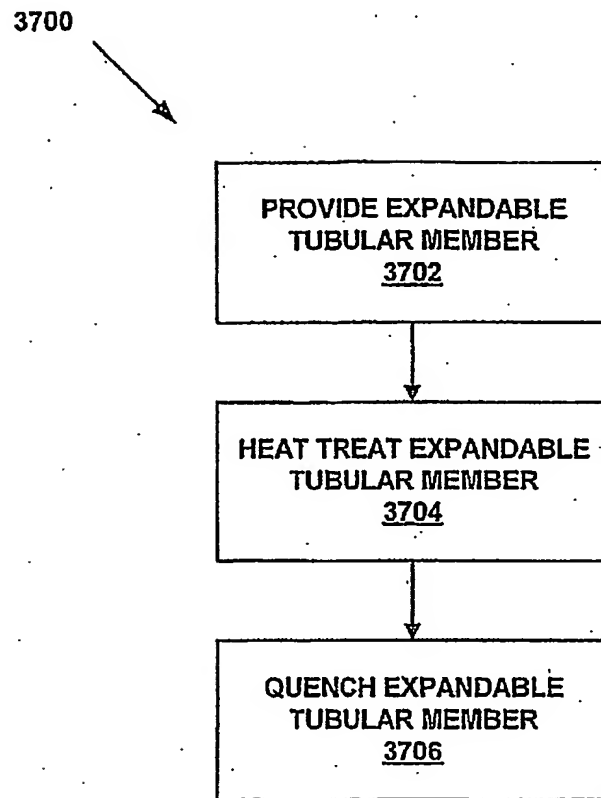 3700
PROVIDE EXPANDABLE
TUBULAR MEMBER
3702
HEAT TREAT EXPANDABLE
TUBULAR MEMBER
3704
QUENCH EXPANDABLE
TUBULAR MEMBER
3706